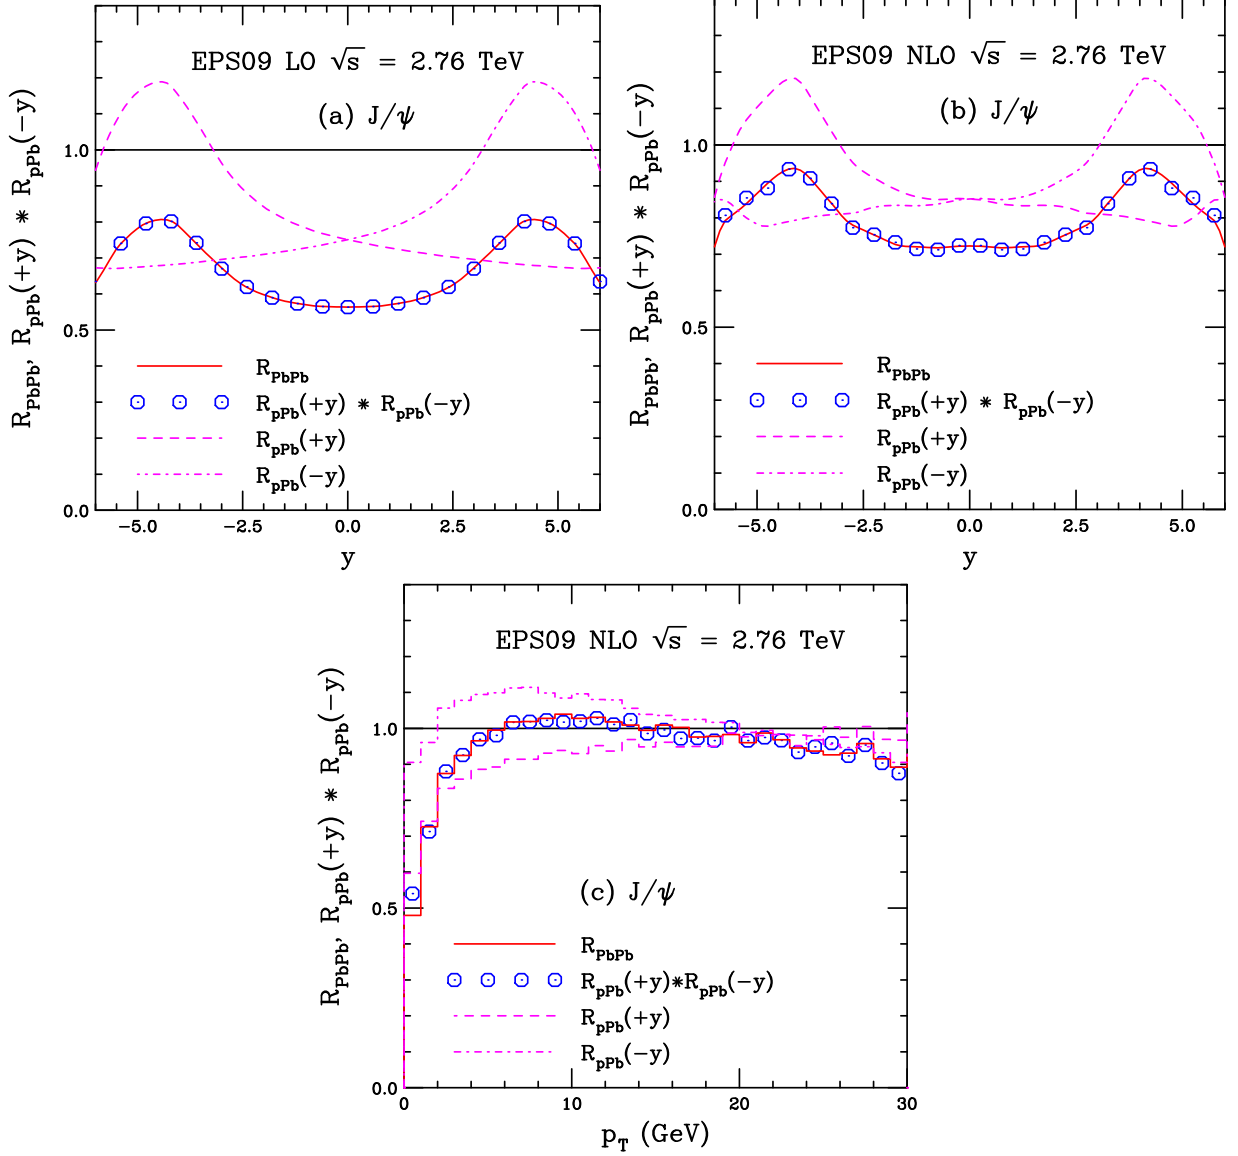 EPS09 LO √s = 2.76 TeV
(a) J/ψ
R_PbPb, R_pPb(+y) * R_pPb(−y)
1.0
0.5
0.0
R_PbPb
R_pPb(+y) * R_pPb(−y)
R_pPb(+y)
R_pPb(−y)
−5.0 −2.5 0.0 2.5 5.0
y
EPS09 NLO √s = 2.76 TeV
(b) J/ψ
R_PbPb, R_pPb(+y) * R_pPb(−y)
1.0
0.5
0.0
R_PbPb
R_pPb(+y) * R_pPb(−y)
R_pPb(+y)
R_pPb(−y)
−5.0 −2.5 0.0 2.5 5.0
y
EPS09 NLO √s = 2.76 TeV
R_PbPb, R_pPb(+y) * R_pPb(−y)
1.0
0.5
0.0
(c) J/ψ
R_PbPb
R_pPb(+y)*R_pPb(−y)
R_pPb(+y)
R_pPb(−y)
0 10 20 30
p_T (GeV)